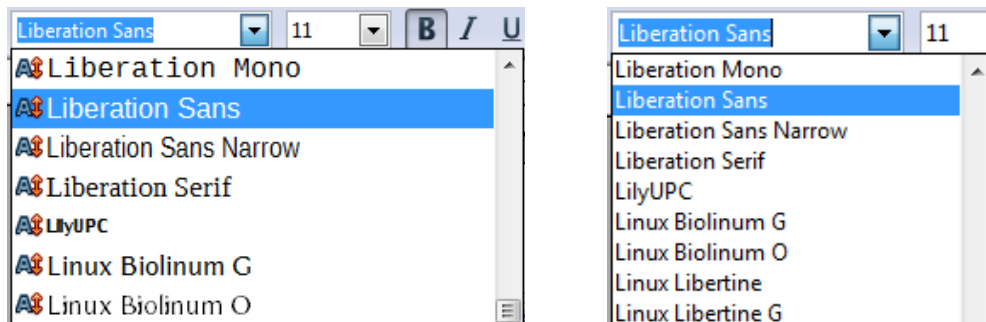 Liberation Sans 11 B I U
Liberation Mono
Liberation Sans
Liberation Sans Narrow
Liberation Serif
LilyUPC
Linux Biolinum G
Linux Biolinum O
Liberation Sans 11
Liberation Mono
Liberation Sans
Liberation Sans Narrow
Liberation Serif
LilyUPC
Linux Biolinum G
Linux Biolinum O
Linux Libertine
Linux Libertine G